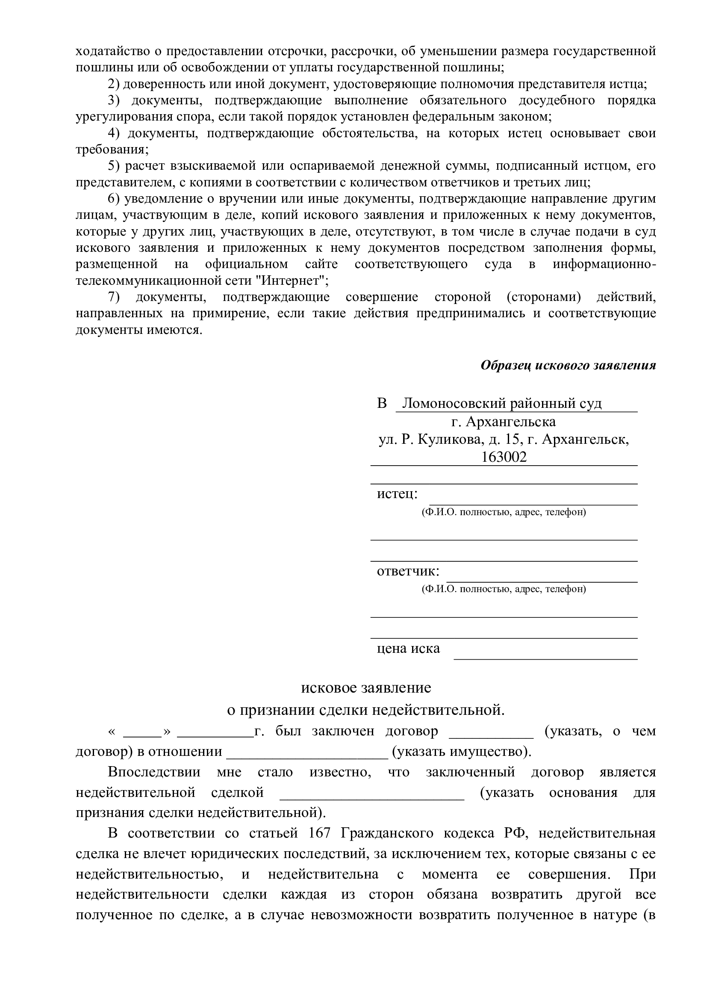 ходатайство о предоставлении отсрочки, рассрочки, об уменьшении размера государственной
пошлины или об освобождении от уплаты государственной пошлины;
2) доверенность или иной документ, удостоверяющие полномочия представителя истца;
3) документы, подтверждающие выполнение обязательного досудебного порядка
урегулирования спора, если такой порядок установлен федеральным законом;
4) документы, подтверждающие обстоятельства, на которых истец основывает свои
требования;
5) расчет взыскиваемой или оспариваемой денежной суммы, подписанный истцом, его
представителем, с копиями в соответствии с количеством ответчиков и третьих лиц;
6) уведомление о вручении или иные документы, подтверждающие направление другим
лицам, участвующим в деле, копий искового заявления и приложенных к нему документов,
которые у других лиц, участвующих в деле, отсутствуют, в том числе в случае подачи в суд
искового заявления и приложенных к нему документов посредством заполнения формы,
размещенной на официальном сайте соответствующего суда в информационно-
телекоммуникационной сети "Интернет";
7) документы, подтверждающие совершение стороной (сторонами) действий,
направленных на примирение, если такие действия предпринимались и соответствующие
документы имеются.
Образец искового заявления
В Ломоносовский районный суд
г. Архангельска
ул. Р. Куликова, д. 15, г. Архангельск,
163002
истец:
(Ф.И.О. полностью, адрес, телефон)
ответчик:
(Ф.И.О. полностью, адрес, телефон)
цена иска
исковое заявление
о признании сделки недействительной.
« _____» __________г. был заключен договор ___________ (указать, о чем
договор) в отношении _____________________ (указать имущество).
Впоследствии мне стало известно, что заключенный договор является
недействительной сделкой ________________________ (указать основания для
признания сделки недействительной).
В соответствии со статьей 167 Гражданского кодекса РФ, недействительная
сделка не влечет юридических последствий, за исключением тех, которые связаны с ее
недействительностью, и недействительна с момента ее совершения. При
недействительности сделки каждая из сторон обязана возвратить другой все
полученное по сделке, а в случае невозможности возвратить полученное в натуре (в